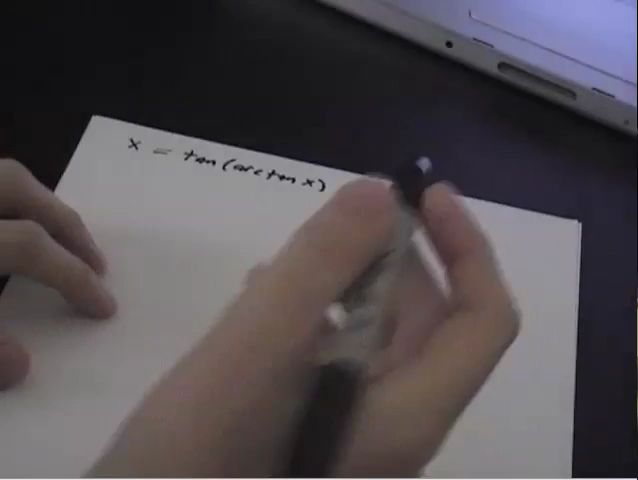 x = tan(arctan x)